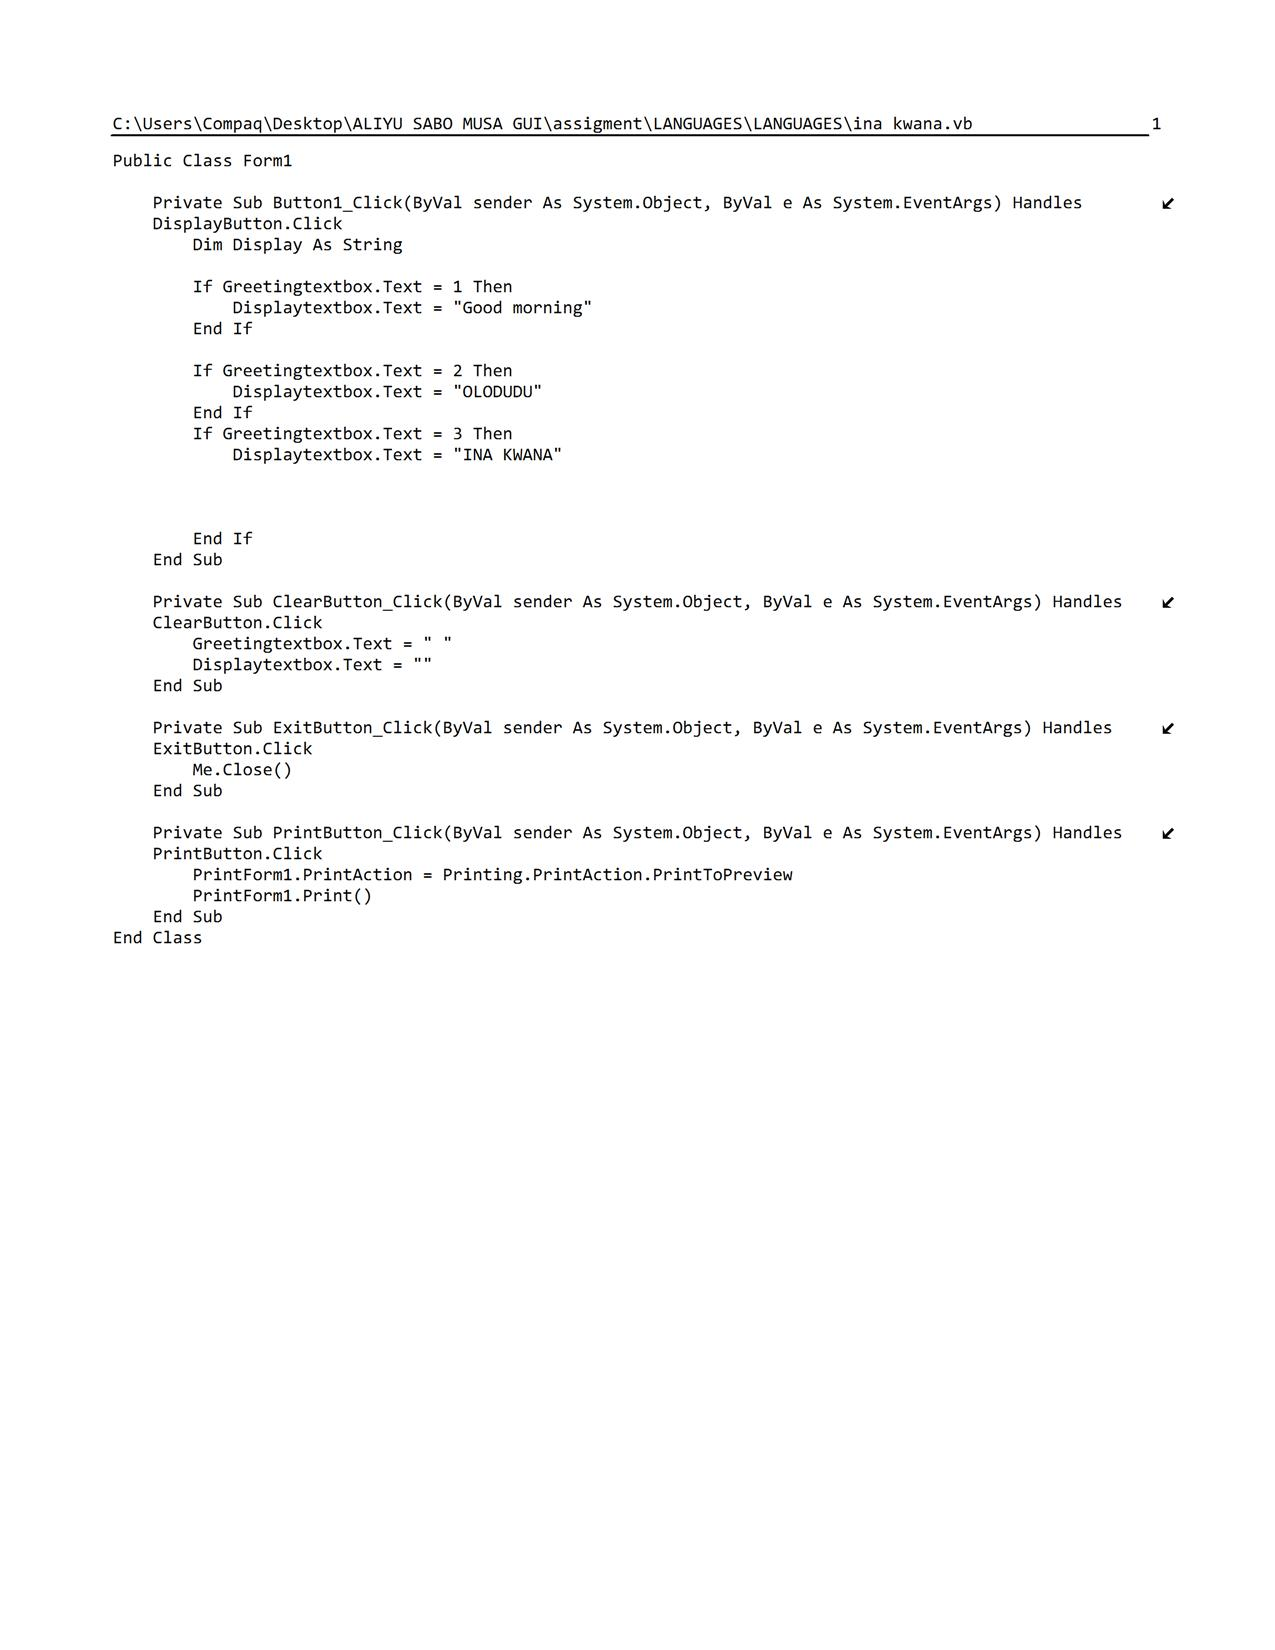 C:\Users\Compaq\Desktop\ALIYU SABO MUSA GUI\assigment\LANGUAGES\LANGUAGES\ina kwana.vb 1
Public Class Form1
    Private Sub Button1_Click(ByVal sender As System.Object, ByVal e As System.EventArgs) Handles
    DisplayButton.Click
        Dim Display As String
        If Greetingtextbox.Text = 1 Then
            Displaytextbox.Text = "Good morning"
        End If
        If Greetingtextbox.Text = 2 Then
            Displaytextbox.Text = "OLODUDU"
        End If
        If Greetingtextbox.Text = 3 Then
            Displaytextbox.Text = "INA KWANA"
        End If
    End Sub
    Private Sub ClearButton_Click(ByVal sender As System.Object, ByVal e As System.EventArgs) Handles
    ClearButton.Click
        Greetingtextbox.Text = " "
        Displaytextbox.Text = ""
    End Sub
    Private Sub ExitButton_Click(ByVal sender As System.Object, ByVal e As System.EventArgs) Handles
    ExitButton.Click
        Me.Close()
    End Sub
    Private Sub PrintButton_Click(ByVal sender As System.Object, ByVal e As System.EventArgs) Handles
    PrintButton.Click
        PrintForm1.PrintAction = Printing.PrintAction.PrintToPreview
        PrintForm1.Print()
    End Sub
End Class